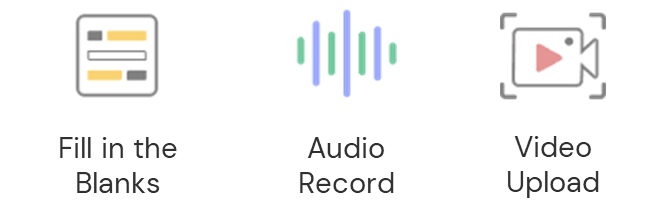 Fill in the
Blanks
Audio
Record
Video
Upload